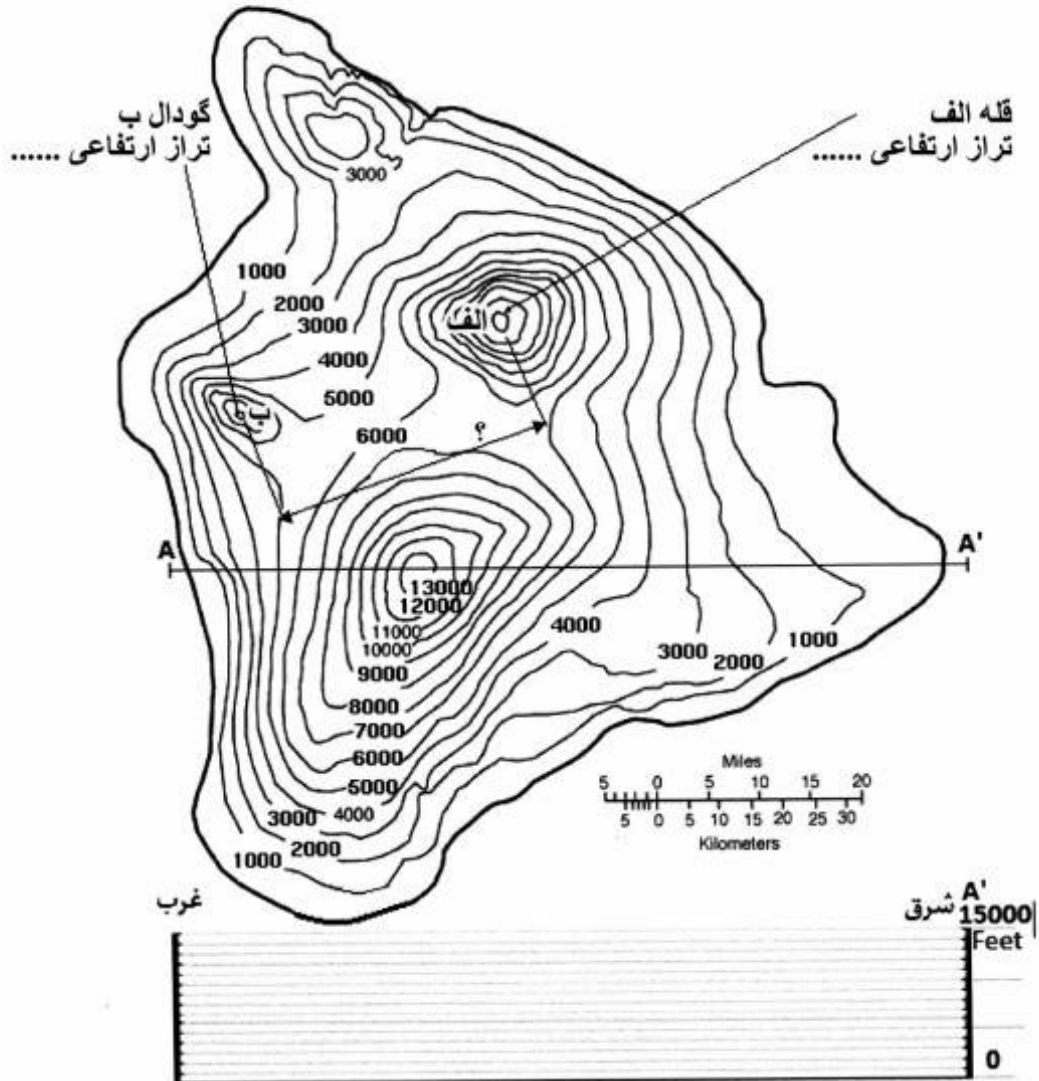 قله الف
تراز ارتفاعی ......
گودال ب
تراز ارتفاعی ......
3000
1000
2000
3000
4000
5000
6000
الف
ب
؟
A
A'
13000
12000
11000
10000
9000
8000
7000
6000
5000
4000
3000
2000
1000
4000
3000
2000
1000
Miles
5 0 5 10 15 20
5 0 5 10 15 20 25 30
Kilometers
غرب
شرق
A'
15000
Feet
0